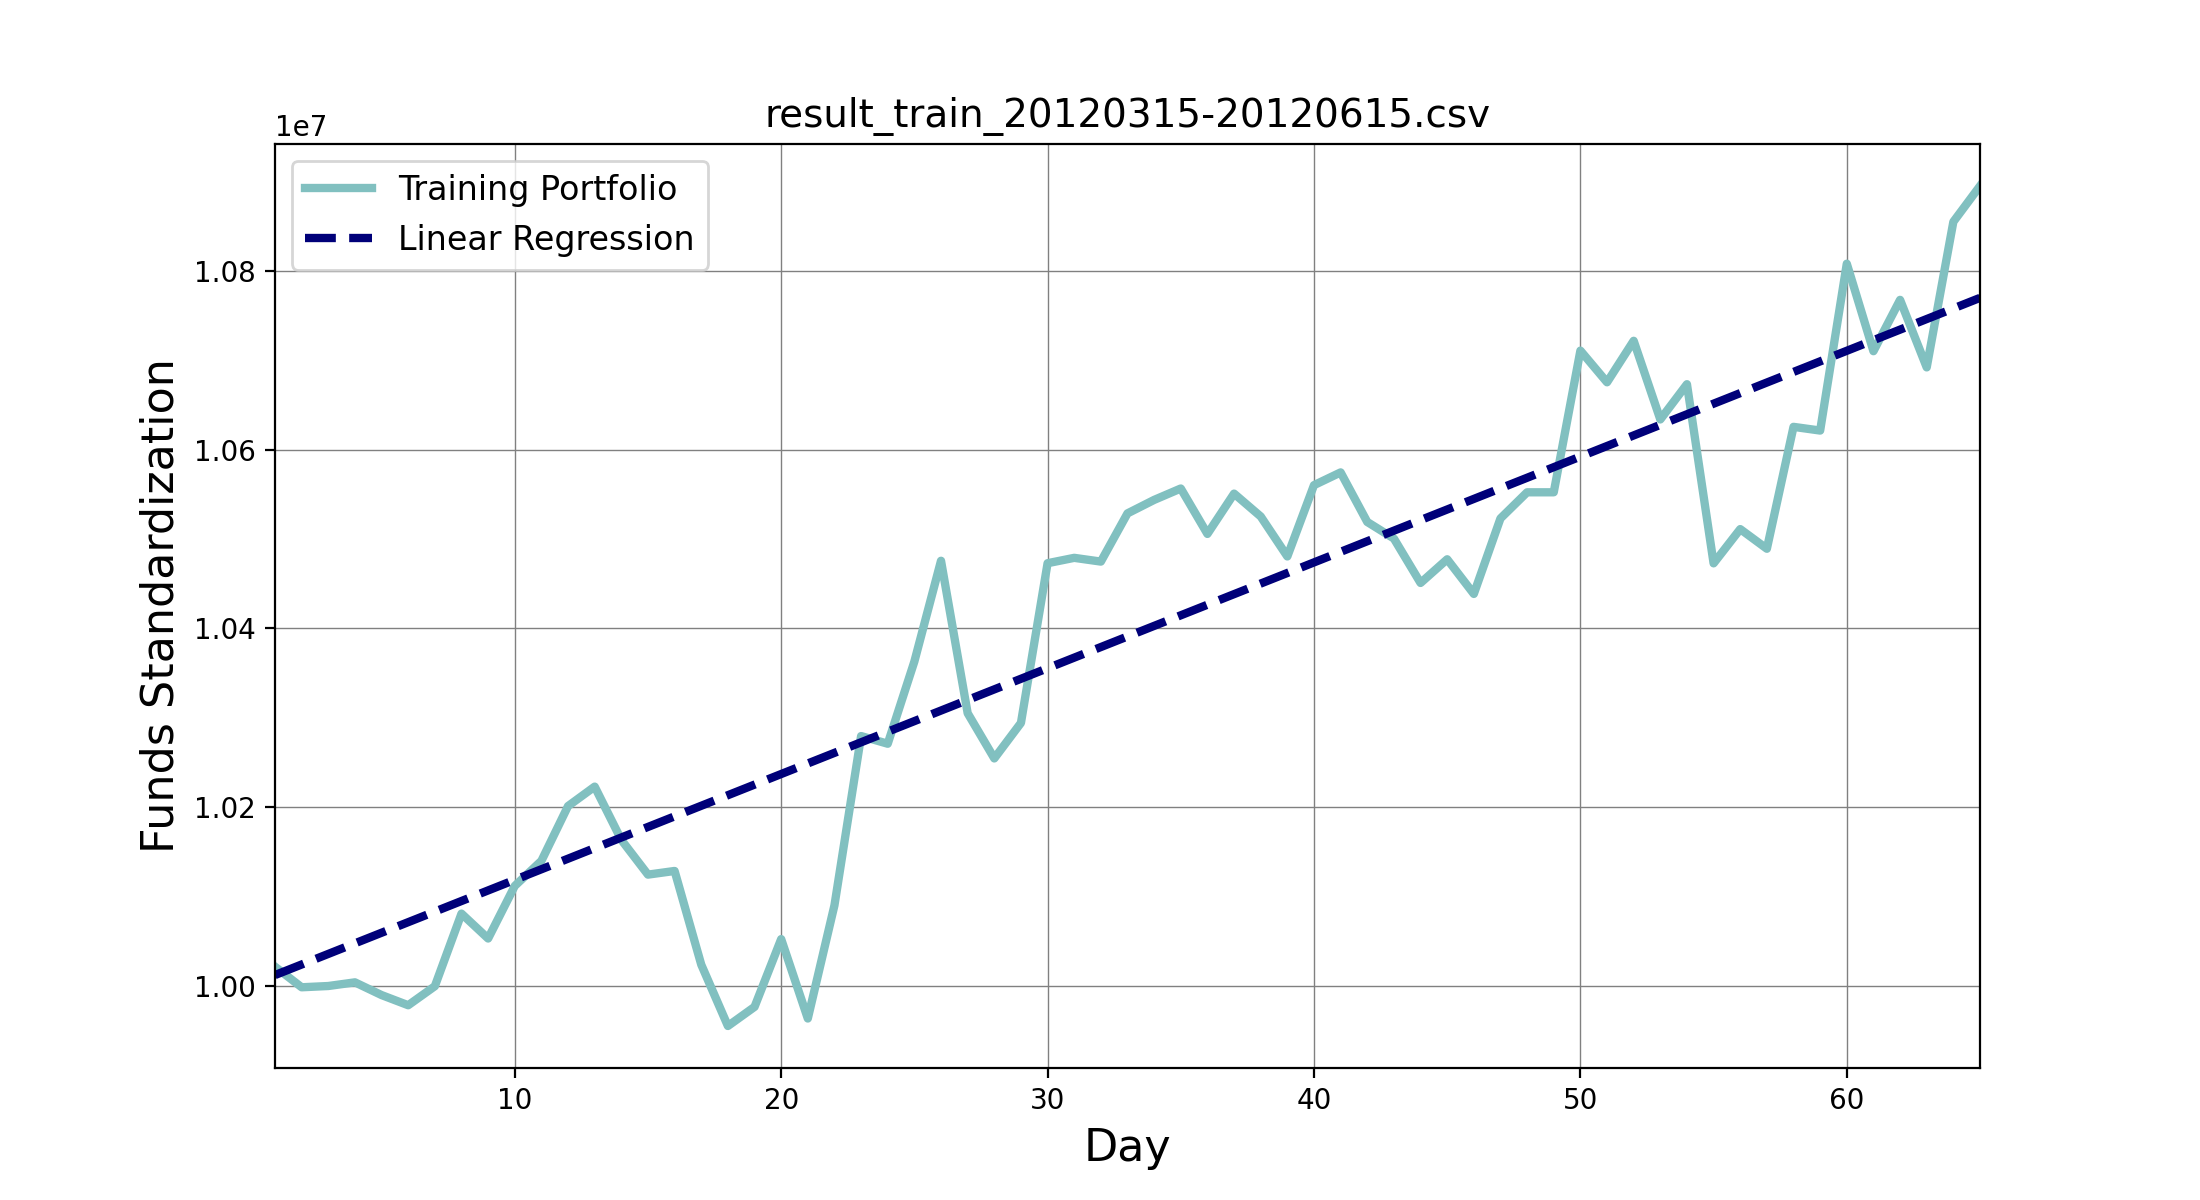 result_train_20120315-20120615.csv
1e7
Training Portfolio
Linear Regression
1.08
1.06
1.04
1.02
1.00
Funds Standardization
10 20 30 40 50 60
Day